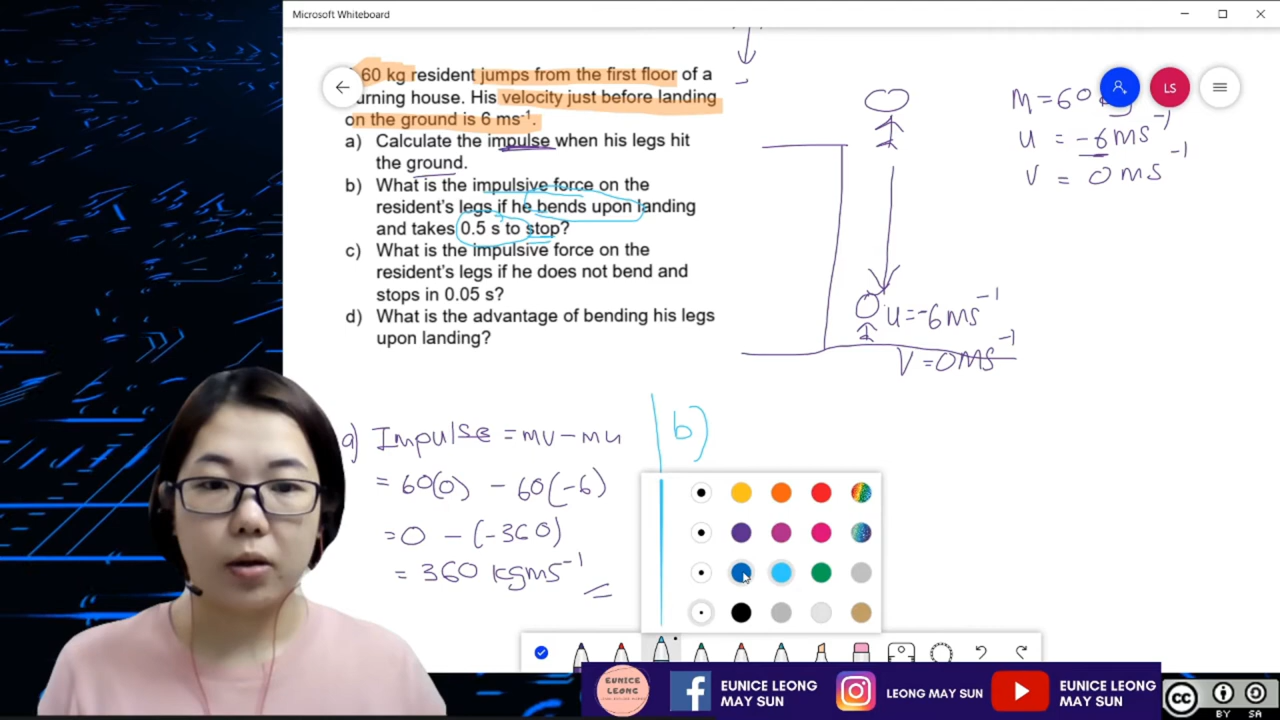 Microsoft Whiteboard
60 kg resident jumps from the first floor of a
urning house. His velocity just before landing
on the ground is 6 ms-1.
a) Calculate the impulse when his legs hit
the ground.
b) What is the impulsive force on the
resident's legs if he bends upon landing
and takes 0.5 s to stop?
c) What is the impulsive force on the
resident's legs if he does not bend and
stops in 0.05 s?
d) What is the advantage of bending his legs
upon landing?
LS
M = 60 kg
u = -6 ms-1
v = 0 ms-1
u = -6 ms-1
v = 0 ms-1
a) Impulse = mv - mu
= 60(0) - 60(-6)
= 0 - (-360)
= 360 kgms-1
b)
EUNICE
LEONG
EUNICE LEONG
MAY SUN
LEONG MAY SUN
EUNICE LEONG
MAY SUN
CC
BY SA